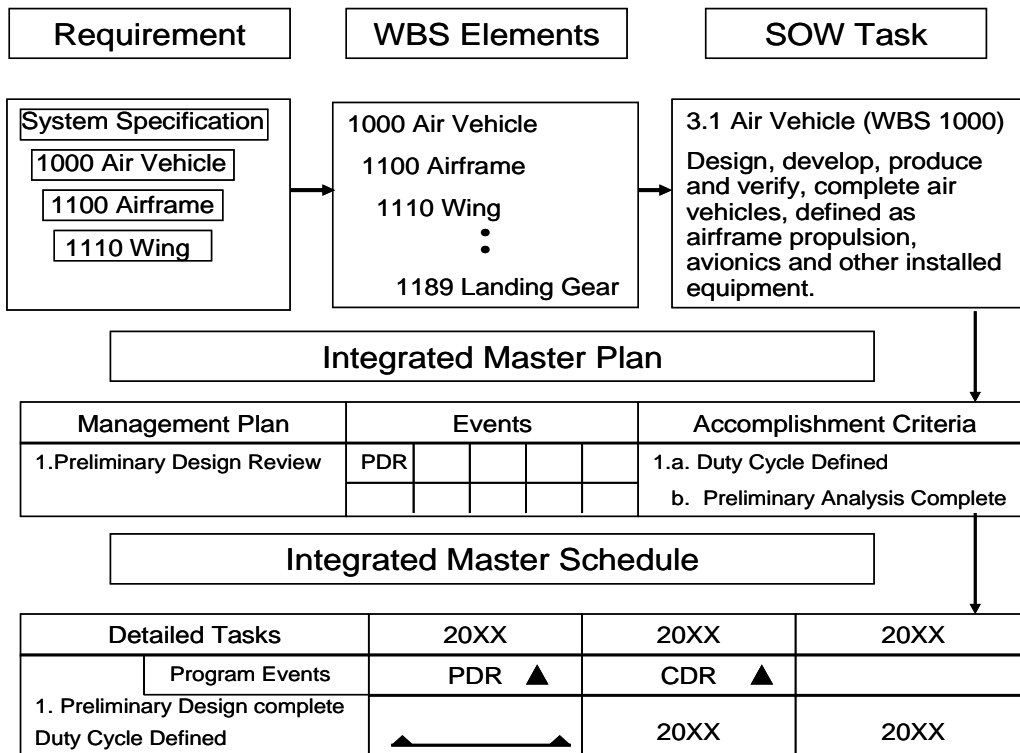 Requirement
WBS Elements
SOW Task
System Specification
1000 Air Vehicle
1100 Airframe
1110 Wing
1000 Air Vehicle
1100 Airframe
1110 Wing
1189 Landing Gear
3.1 Air Vehicle (WBS 1000)
Design, develop, produce
and verify, complete air
vehicles, defined as
airframe propulsion,
avionics and other installed
equipment.
Integrated Master Plan
Management Plan
Events
Accomplishment Criteria
1.Preliminary Design Review
PDR
1.a. Duty Cycle Defined
b. Preliminary Analysis Complete
Integrated Master Schedule
Detailed Tasks
20XX
20XX
20XX
Program Events
PDR
CDR
1. Preliminary Design complete
Duty Cycle Defined
20XX
20XX